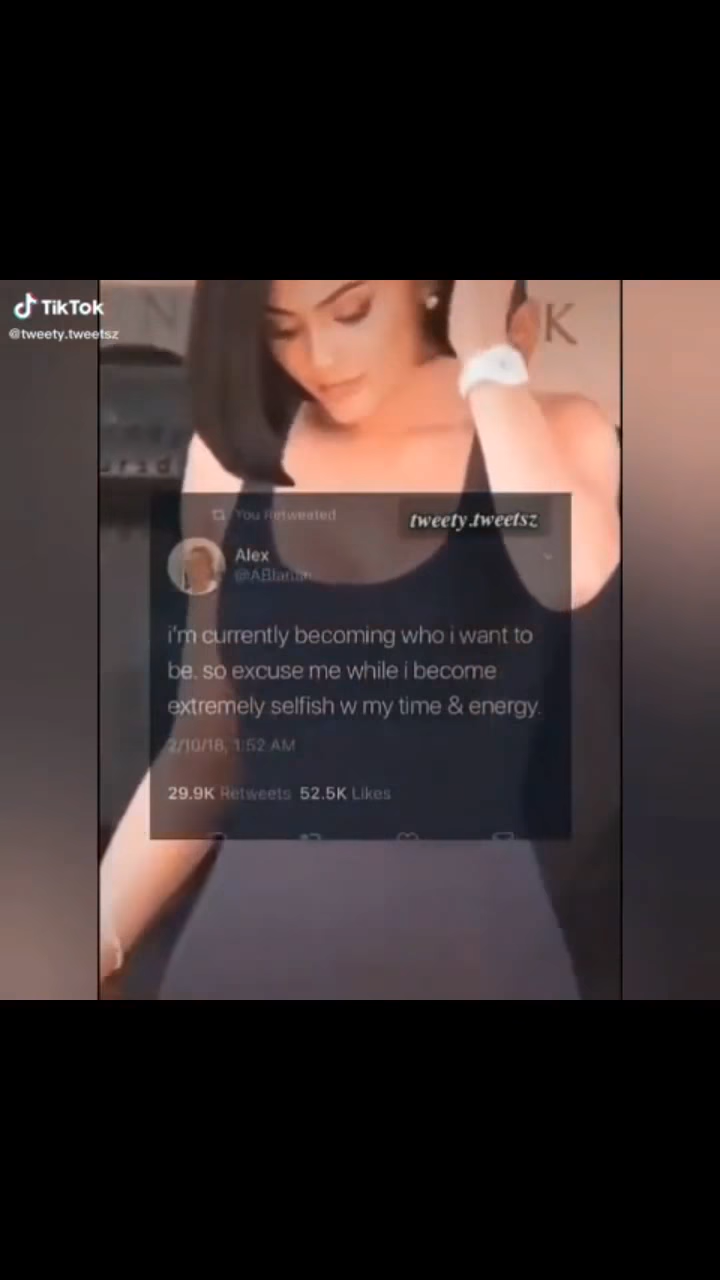 TikTok
@tweety.tweetsz
N
K
You Retweeted
tweety.tweetsz
Alex
i'm currently becoming who i want to
be. so excuse me while i become
extremely selfish w my time & energy.
2/10/18, 1:52 AM
29.9K Retweets 52.5K Likes